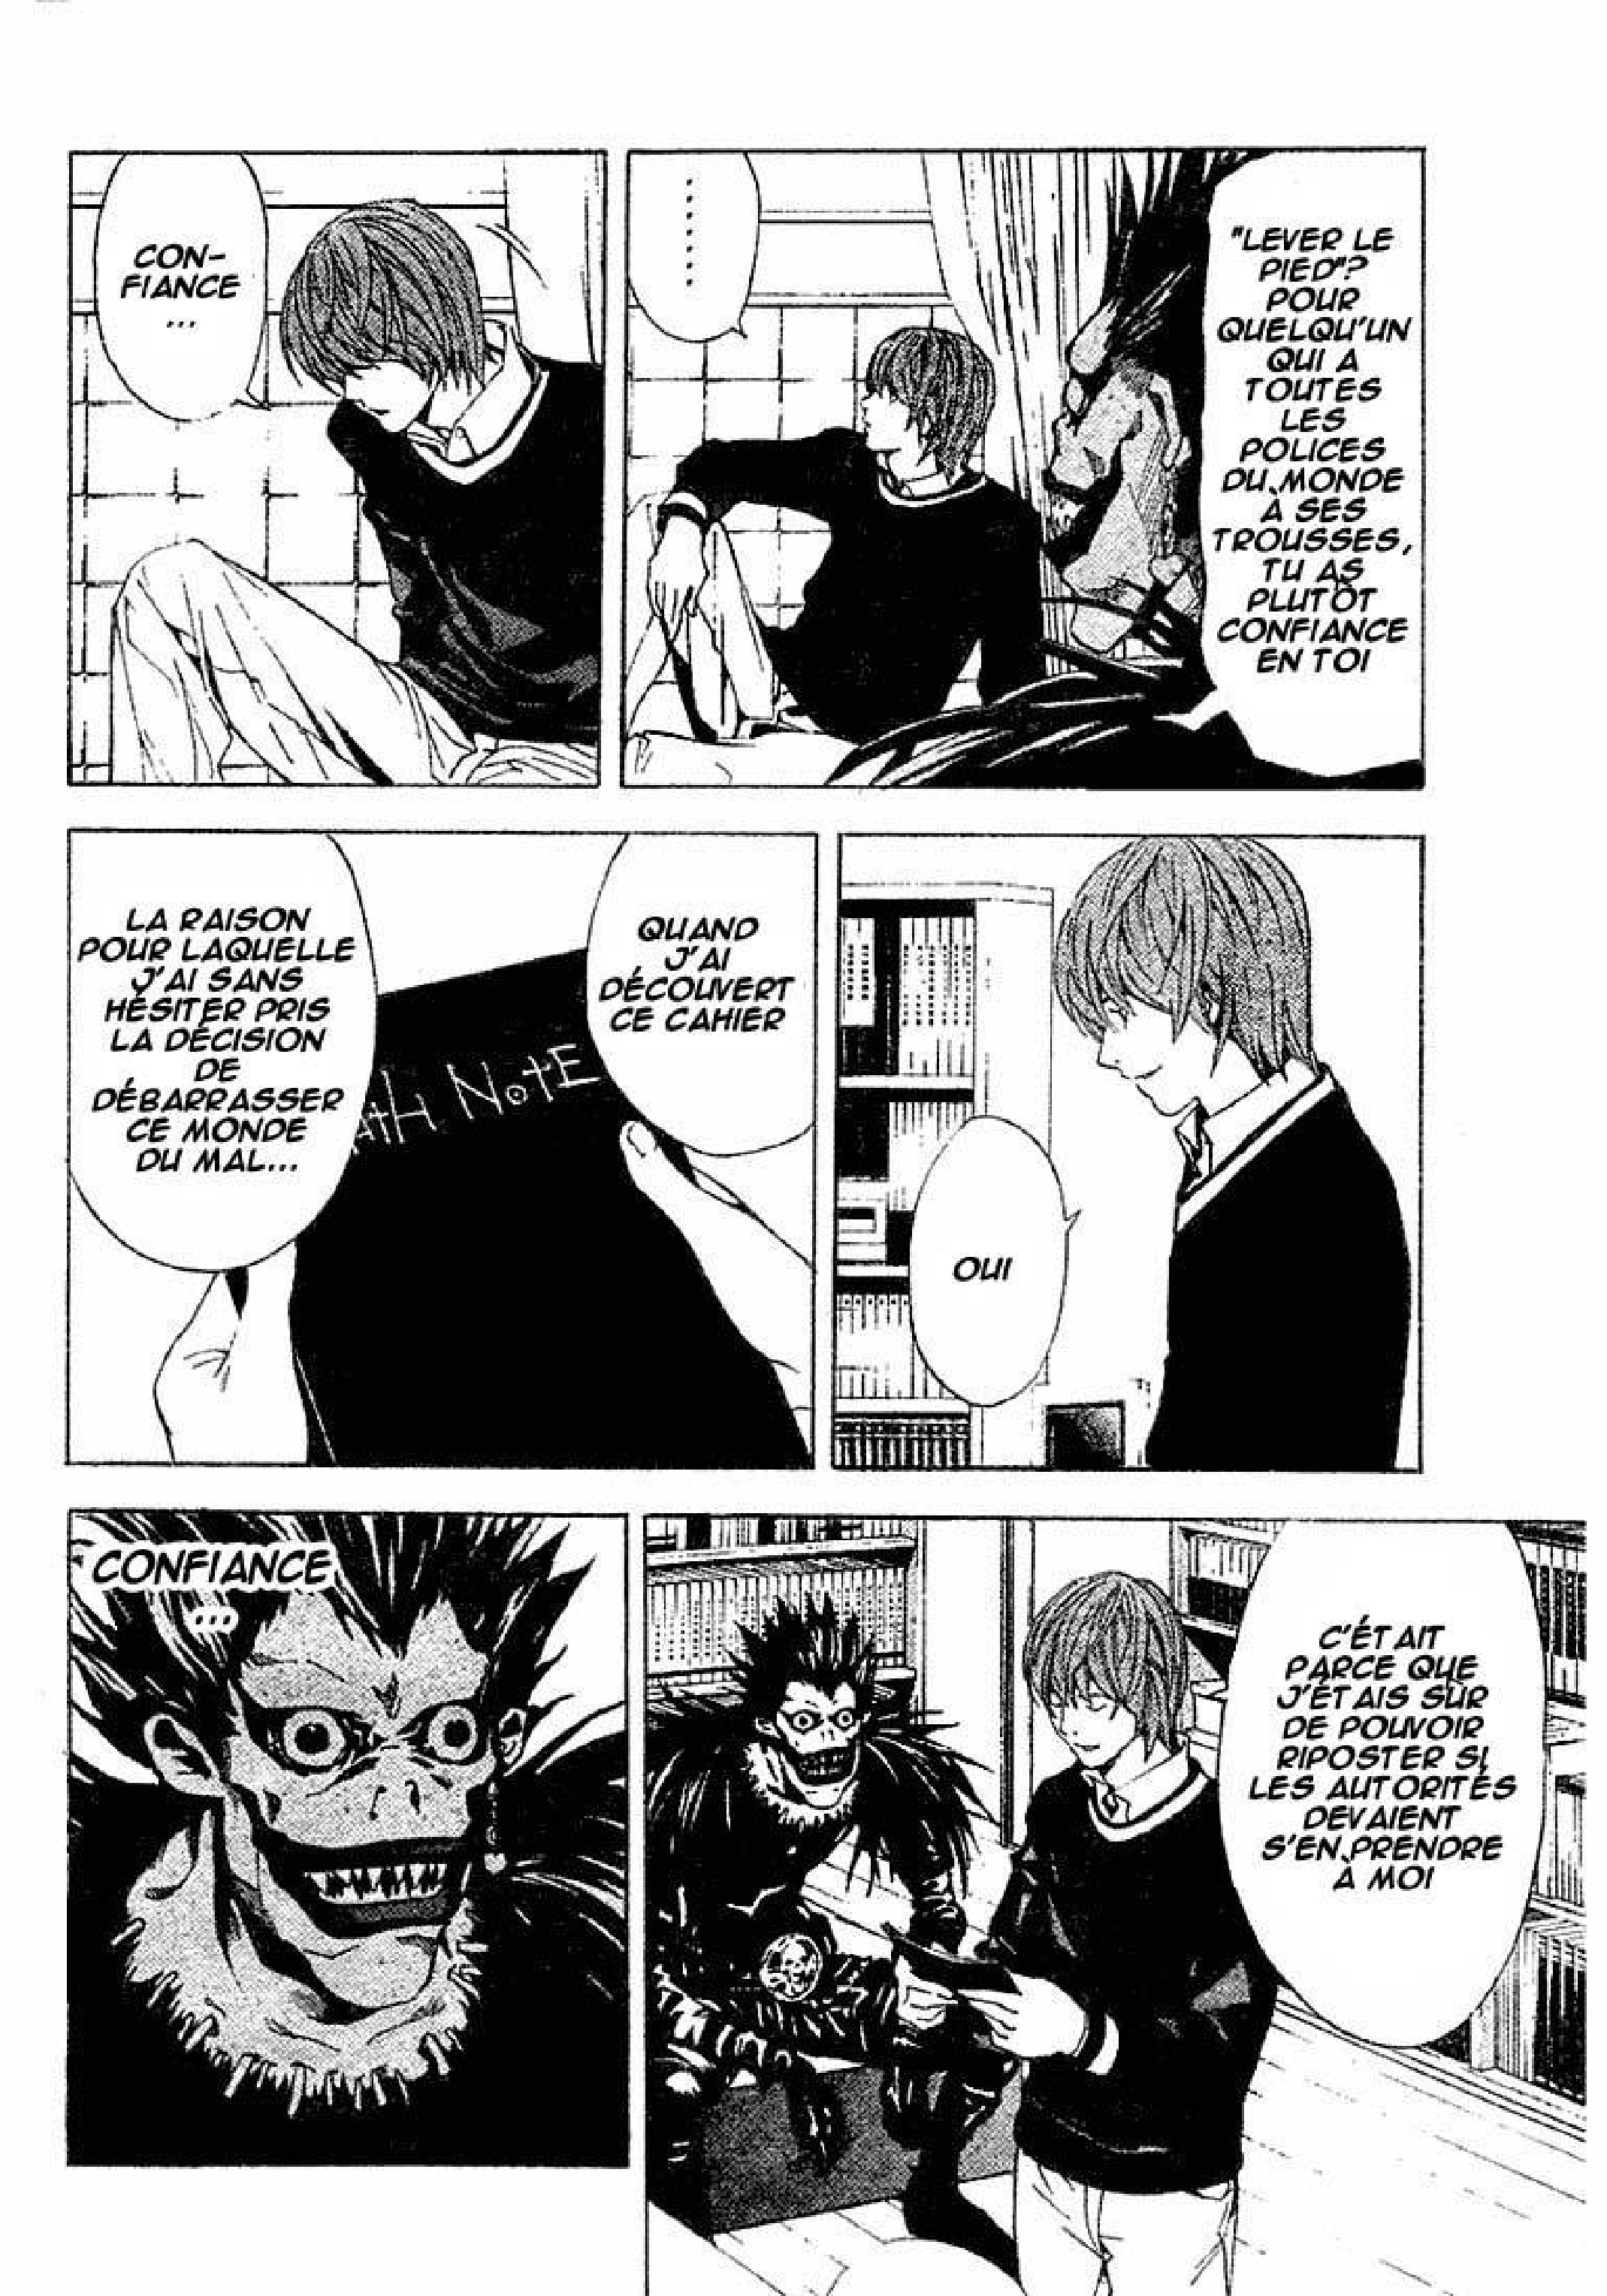 "LEVER LE
PIED"?
POUR
QUELQU'UN
QUI A
TOUTES
LES
POLICES
DU MONDE
À SES
TROUSSES,
TU AS
PLUTÔT
CONFIANCE
EN TOI
.......
CON-
FIANCE
...
OUI
QUAND
J'AI
DÉCOUVERT
CE CAHIER
ATH NOTE
LA RAISON
POUR LAQUELLE
J'AI SANS
HÉSITER PRIS
LA DÉCISION
DE
DÉBARRASSER
CE MONDE
DU MAL...
C'ÉTAIT
PARCE QUE
J'ÉTAIS SÛR
DE POUVOIR
RIPOSTER SI
LES AUTORITÉS
DEVAIENT
S'EN PRENDRE
À MOI
CONFIANCE
...